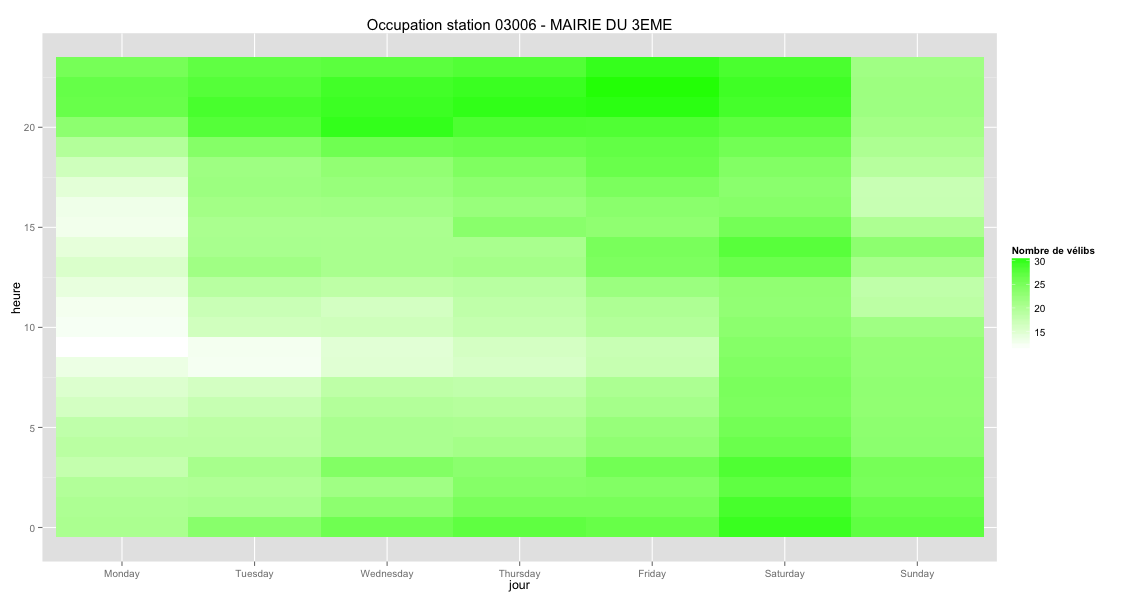 Occupation station 03006 - MAIRIE DU 3EME
heure
20
15
10
5
0
Monday Tuesday Wednesday Thursday Friday Saturday Sunday
jour
Nombre de vélibs
30
25
20
15